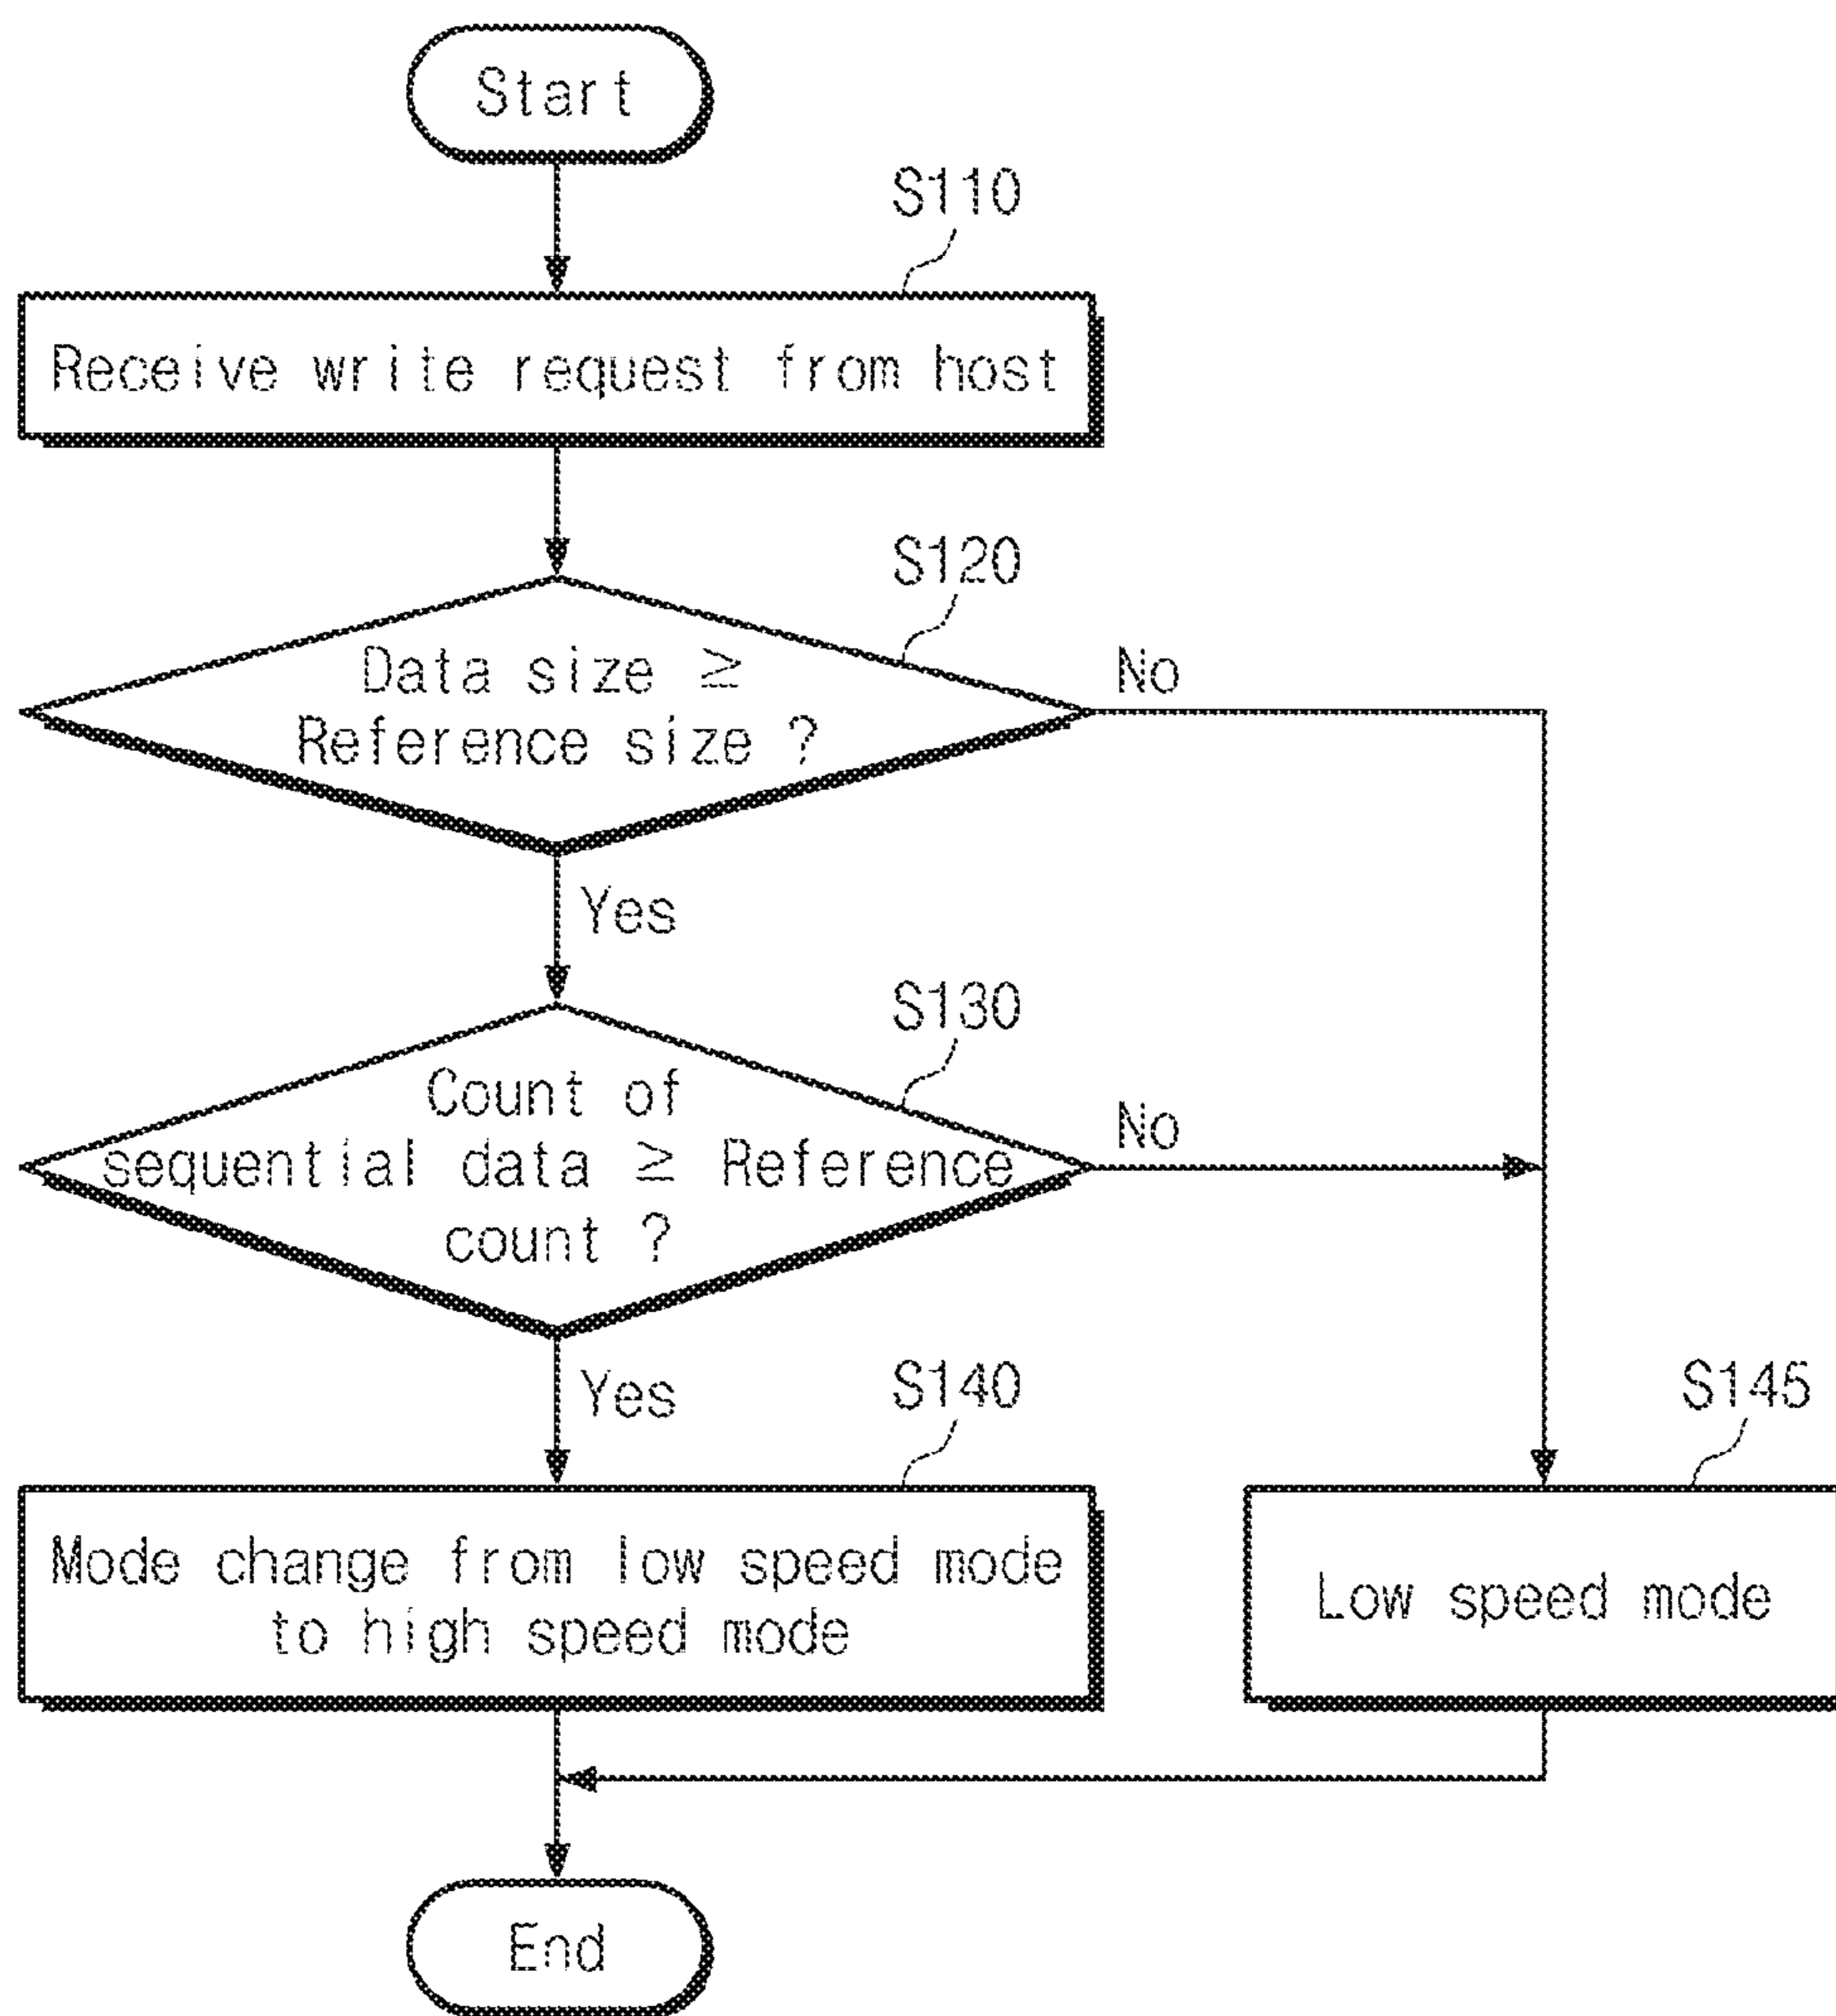 Start
S110
Receive write request from host
S120
Data size ≥
Reference size ?
No
Yes
S130
Count of
sequential data ≥ Reference
count ?
No
Yes
S140
S145
Mode change from low speed mode
to high speed mode
Low speed mode
End